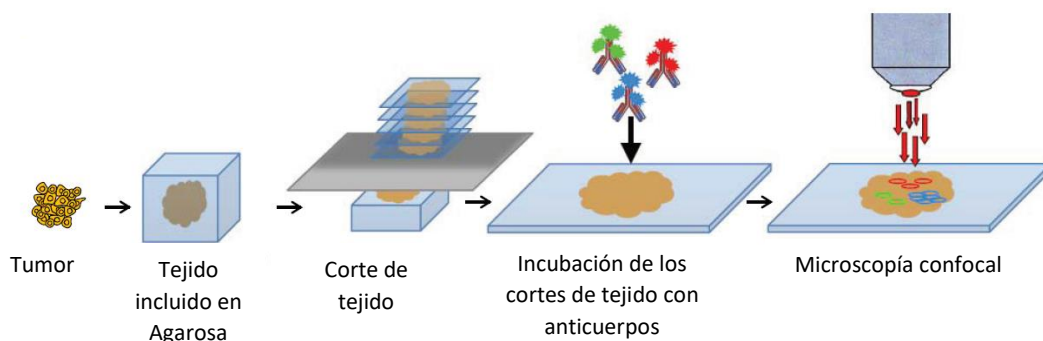 Tumor
Tejido
incluido en
Agarosa
Corte de
tejido
Incubación de los
cortes de tejido con
anticuerpos
Microscopía confocal